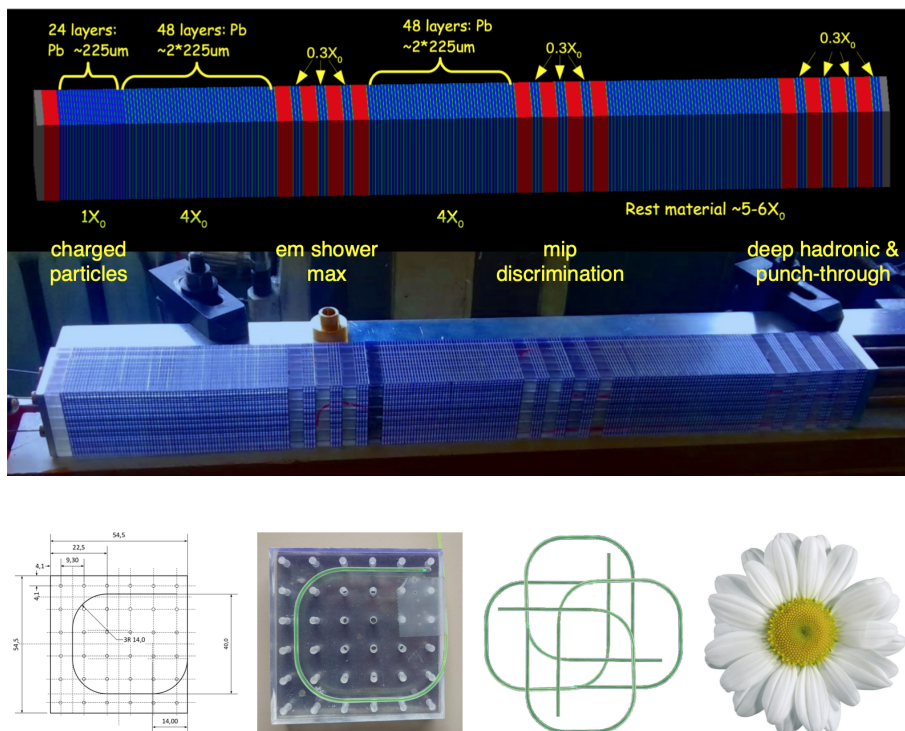 24 layers:
Pb ~225um
48 layers: Pb
~2*225um
0.3X₀
48 layers: Pb
~2*225um
0.3X₀
0.3X₀
1X₀
4X₀
4X₀
Rest material ~5-6X₀
charged
particles
em shower
max
mip
discrimination
deep hadronic &
punch-through
54,5
22,5
4,1
9,30
4,1
54,5
3R 14,0
40,0
14,00